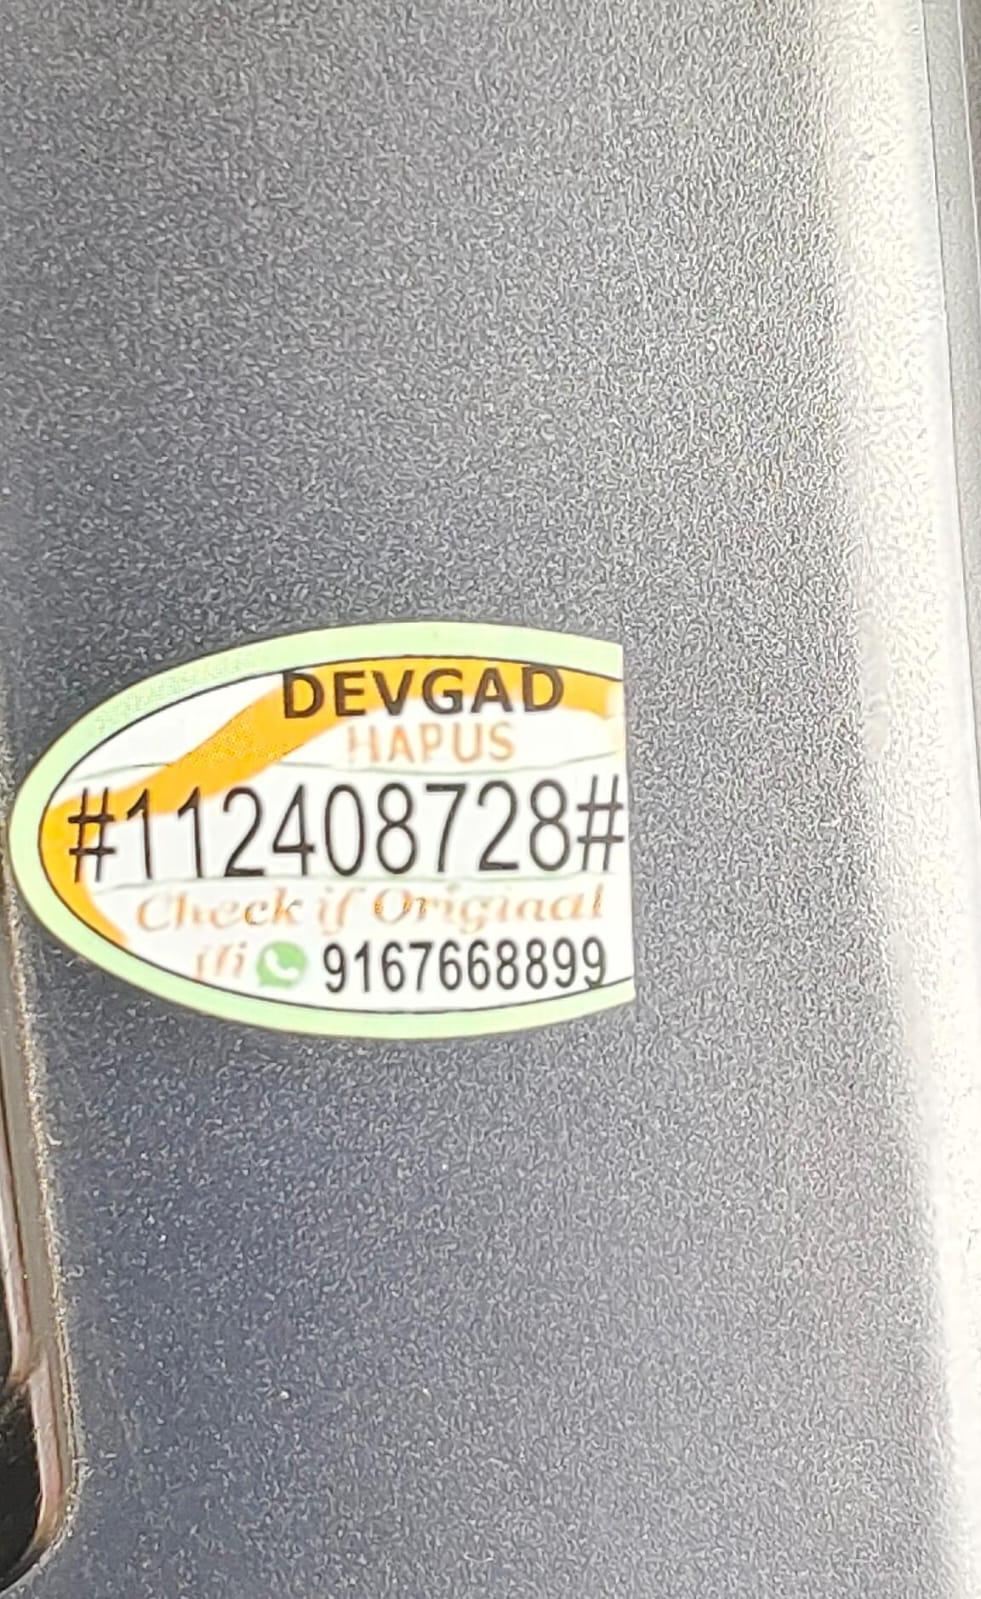 DEVGAD
HAPUS
#112408728#
Check if Original
9167668899